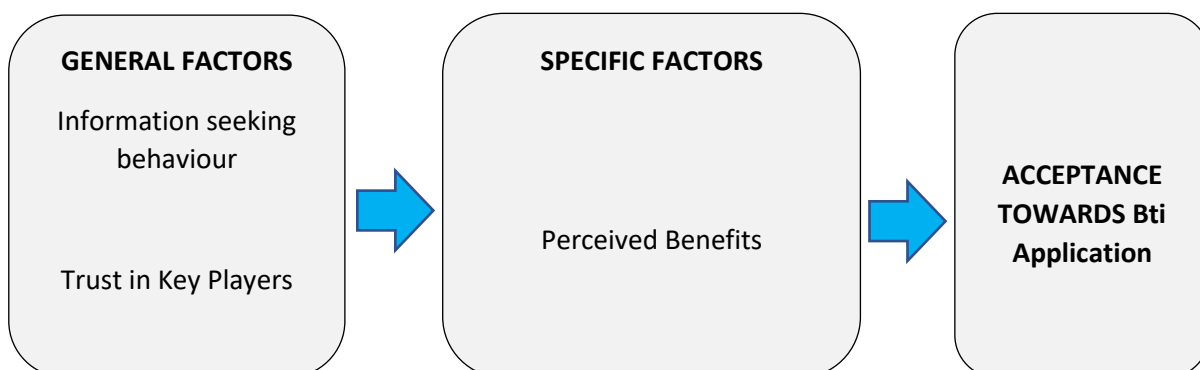 GENERAL FACTORS
Information seeking
behaviour
Trust in Key Players
SPECIFIC FACTORS
Perceived Benefits
ACCEPTANCE
TOWARDS Bti
Application